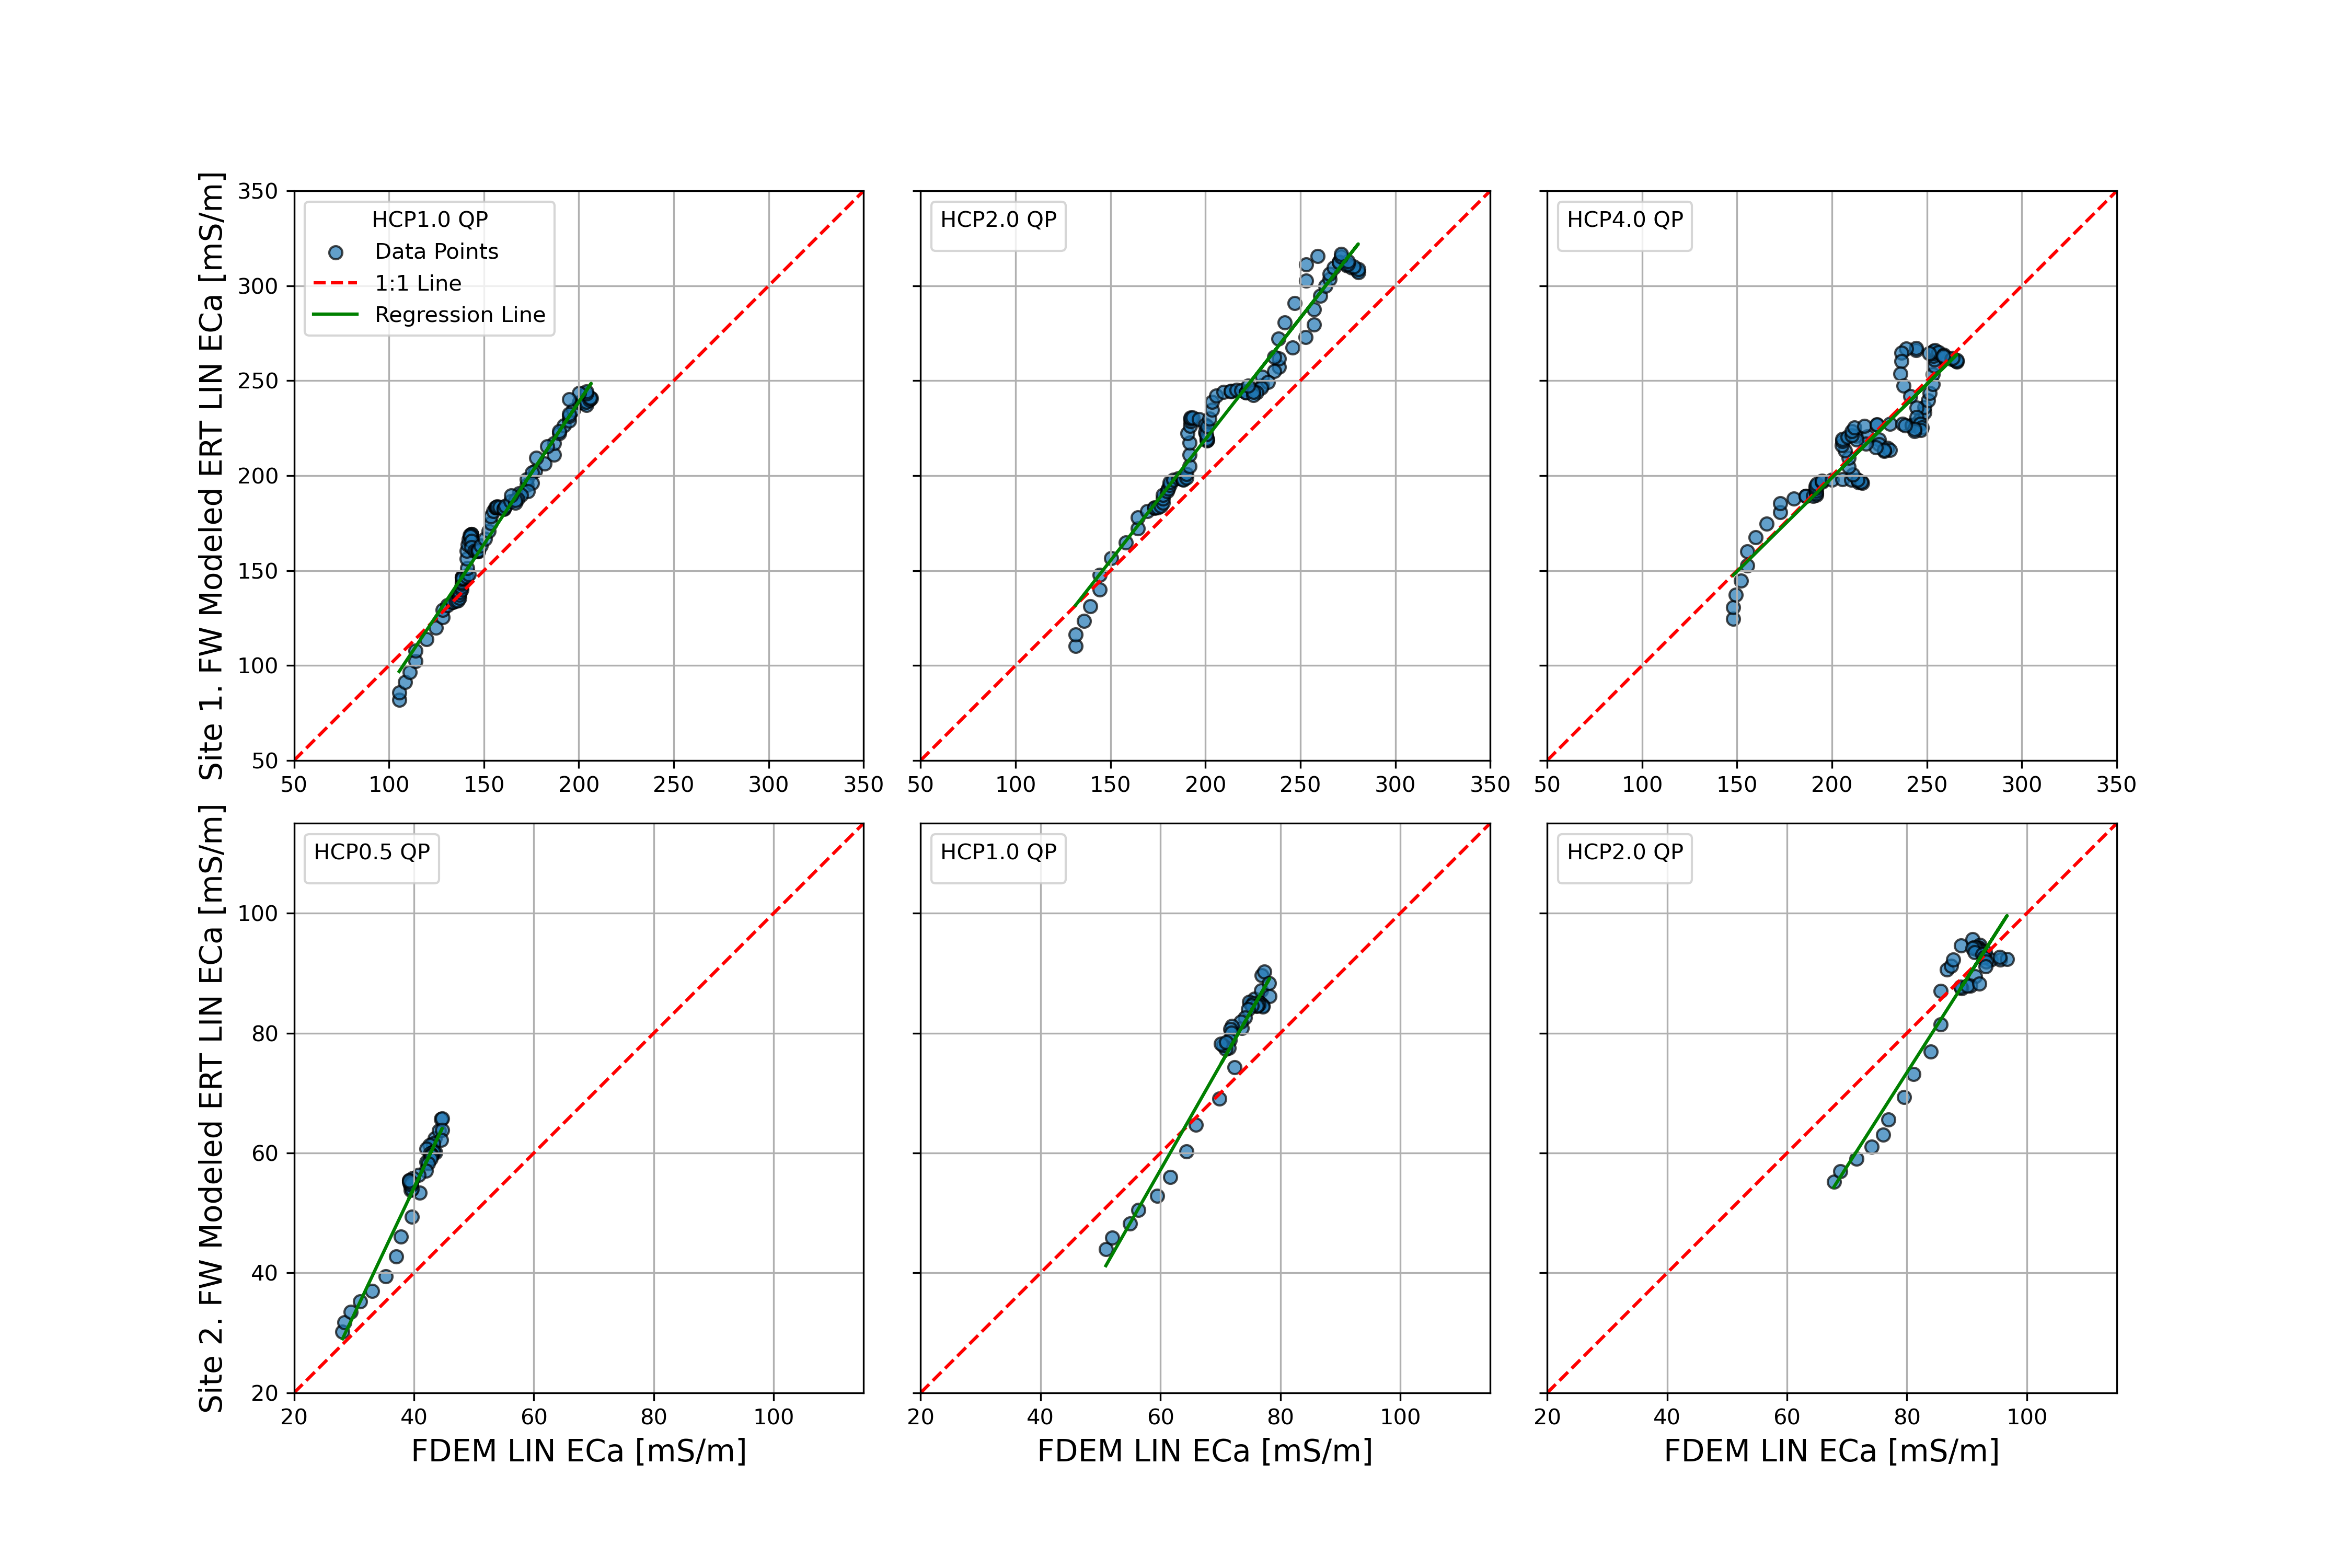 Site 1. FW Modeled ERT LIN ECa [mS/m]
350
300
250
200
150
100
50
HCP1.0 QP
Data Points
1:1 Line
Regression Line
50 100 150 200 250 300 350
HCP2.0 QP
50 100 150 200 250 300 350
HCP4.0 QP
50 100 150 200 250 300 350
Site 2. FW Modeled ERT LIN ECa [mS/m]
100
80
60
40
20
HCP0.5 QP
20 40 60 80 100
FDEM LIN ECa [mS/m]
HCP1.0 QP
20 40 60 80 100
FDEM LIN ECa [mS/m]
HCP2.0 QP
20 40 60 80 100
FDEM LIN ECa [mS/m]